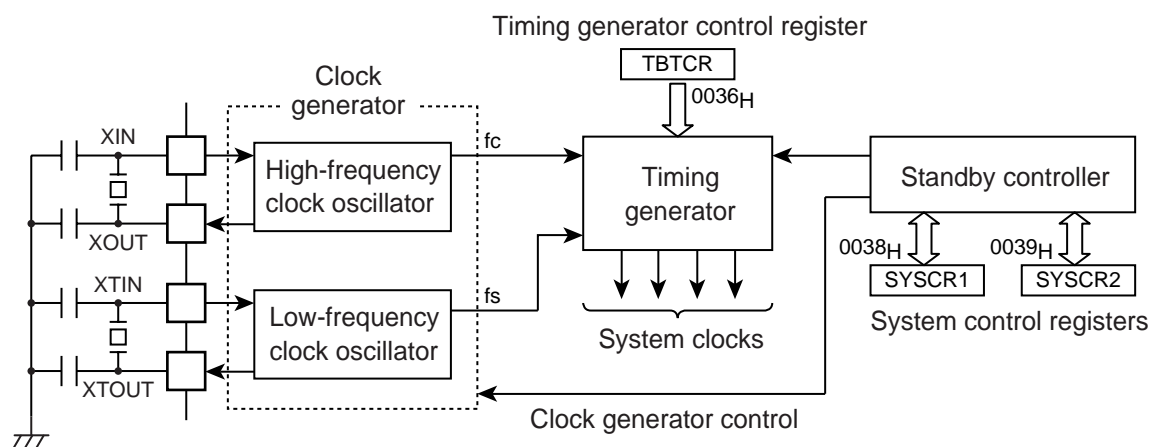 Timing generator control register
TBTCR
0036H
Clock
generator
XIN
High-frequency
clock oscillator
fc
Timing
generator
Standby controller
XOUT
XTIN
Low-frequency
clock oscillator
fs
0038H
0039H
SYSCR1
SYSCR2
System control registers
System clocks
XTOUT
Clock generator control